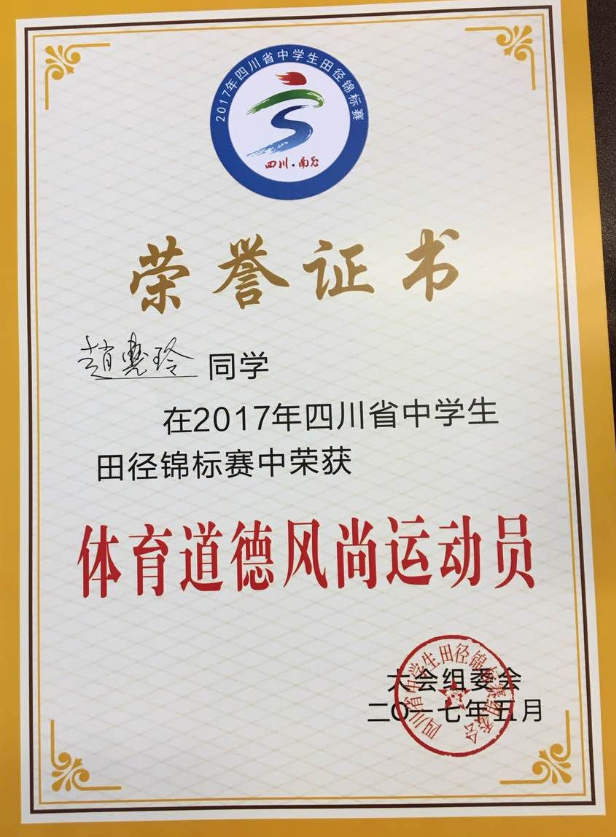 2017年四川省中学生田径锦标赛
四川·南充
荣誉证书
赵惠玲 同学
在2017年四川省中学生
田径锦标赛中荣获
体育道德风尚运动员
大会组委会
二〇一七年五月